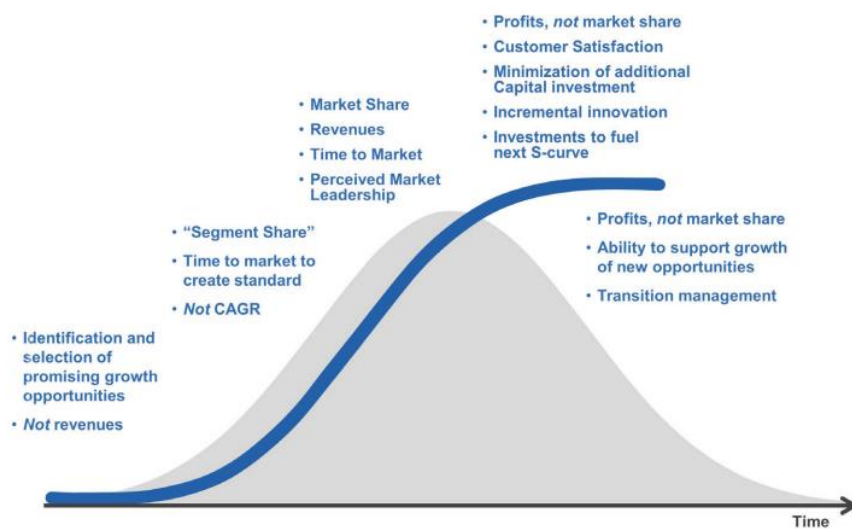 • Identification and
selection of
promising growth
opportunities
• Not revenues
• “Segment Share”
• Time to market to
create standard
• Not CAGR
• Market Share
• Revenues
• Time to Market
• Perceived Market
Leadership
• Profits, not market share
• Customer Satisfaction
• Minimization of additional
Capital investment
• Incremental innovation
• Investments to fuel
next S-curve
• Profits, not market share
• Ability to support growth
of new opportunities
• Transition management
Time